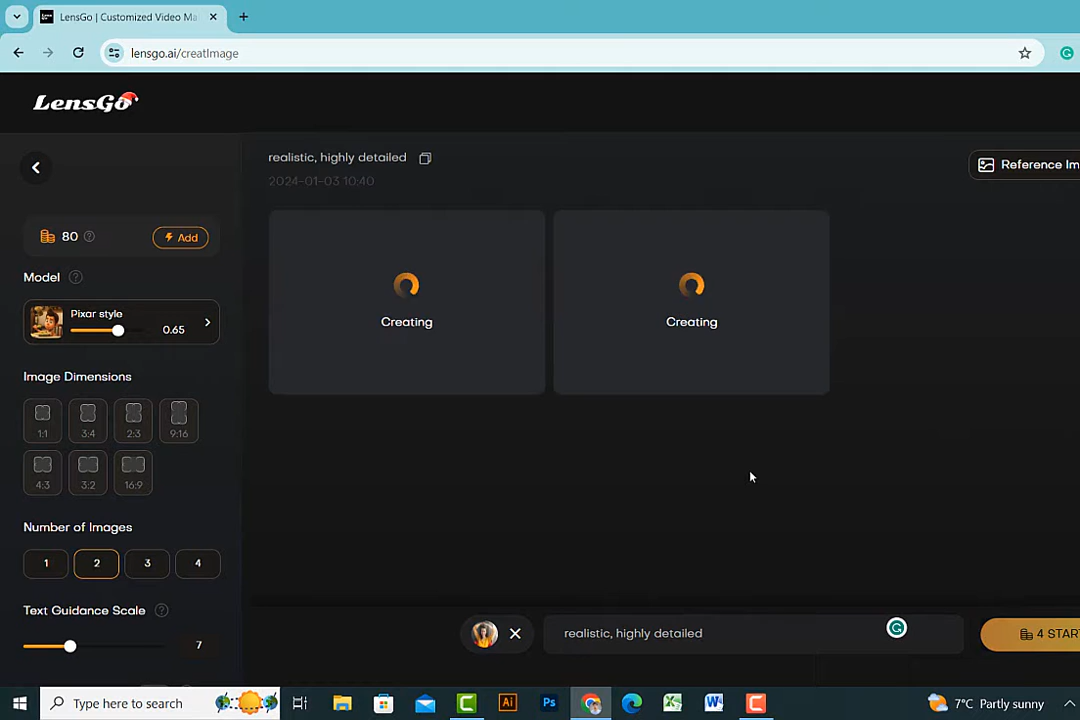 LensGo | Customized Video Ma
lensgo.ai/creatImage
LensGo
realistic, highly detailed
2024-01-03 10:40
Reference Im
80
Add
Model
Pixar style
0.65
Image Dimensions
1:1 3:4 2:3 9:16
4:3 3:2 16:9
Number of Images
1 2 3 4
Text Guidance Scale
7
Creating
Creating
realistic, highly detailed
4 STAR
Type here to search
Ai
Ps
7°C Partly sunny